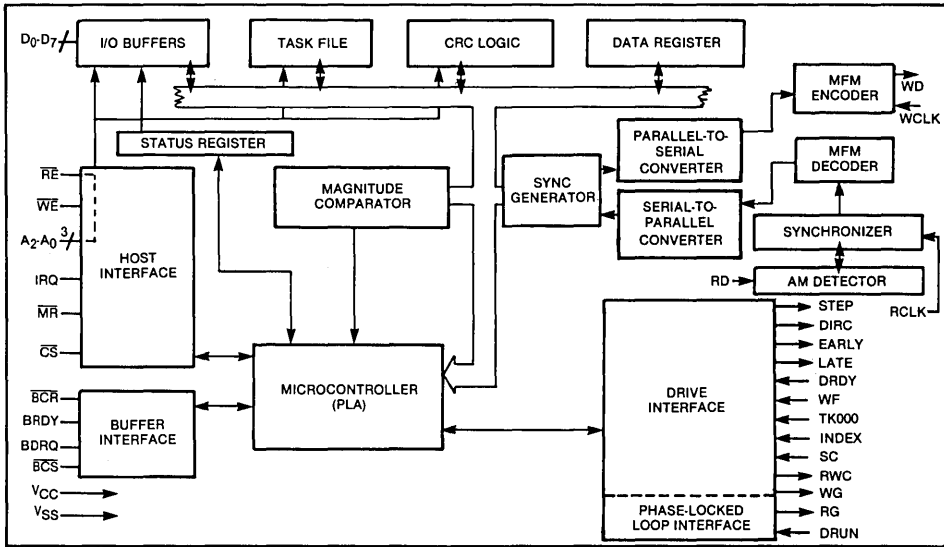 D0-D7
I/O BUFFERS
TASK FILE
CRC LOGIC
DATA REGISTER
MFM
ENCODER
WD
WCLK
STATUS REGISTER
PARALLEL-TO-
SERIAL
CONVERTER
MFM
DECODER
RE
WE
A2-A0
3
IRQ
MR
CS
HOST
INTERFACE
MAGNITUDE
COMPARATOR
SYNC
GENERATOR
SERIAL-TO-
PARALLEL
CONVERTER
SYNCHRONIZER
RD
AM DETECTOR
RCLK
BCR
BRDY
BDRQ
BCS
BUFFER
INTERFACE
MICROCONTROLLER
(PLA)
DRIVE
INTERFACE
STEP
DIRC
EARLY
LATE
DRDY
WF
TK000
INDEX
SC
RWC
WG
PHASE-LOCKED
LOOP INTERFACE
RG
DRUN
VCC
VSS